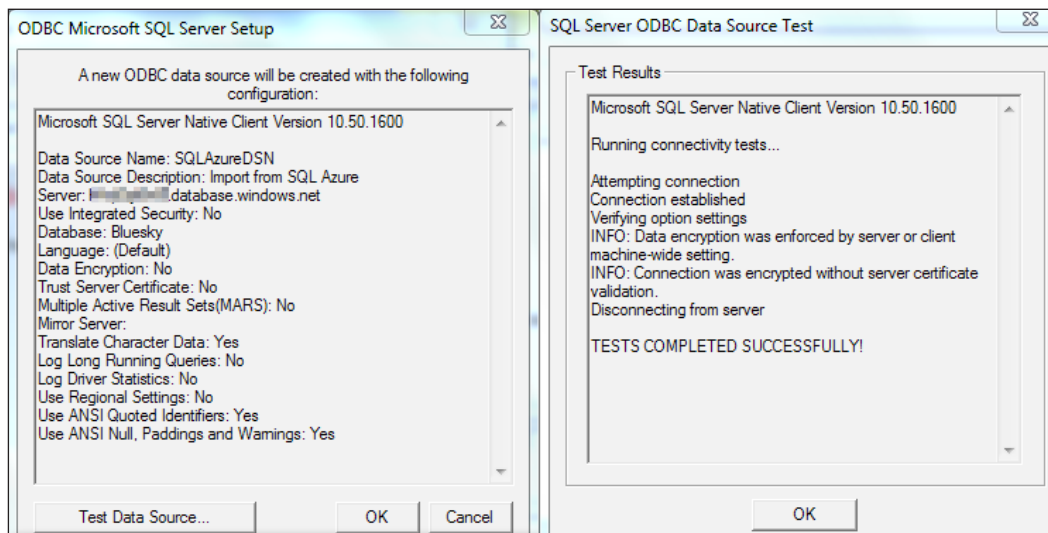 ODBC Microsoft SQL Server Setup
A new ODBC data source will be created with the following
configuration:
Microsoft SQL Server Native Client Version 10.50.1600
Data Source Name: SQLAzureDSN
Data Source Description: Import from SQL Azure
Server: .database.windows.net
Use Integrated Security: No
Database: Bluesky
Language: (Default)
Data Encryption: No
Trust Server Certificate: No
Multiple Active Result Sets(MARS): No
Mirror Server:
Translate Character Data: Yes
Log Long Running Queries: No
Log Driver Statistics: No
Use Regional Settings: No
Use ANSI Quoted Identifiers: Yes
Use ANSI Null, Paddings and Warnings: Yes
Test Data Source...
OK
Cancel
SQL Server ODBC Data Source Test
Test Results
Microsoft SQL Server Native Client Version 10.50.1600
Running connectivity tests...
Attempting connection
Connection established
Verifying option settings
INFO: Data encryption was enforced by server or client
machine-wide setting.
INFO: Connection was encrypted without server certificate
validation.
Disconnecting from server
TESTS COMPLETED SUCCESSFULLY!
OK